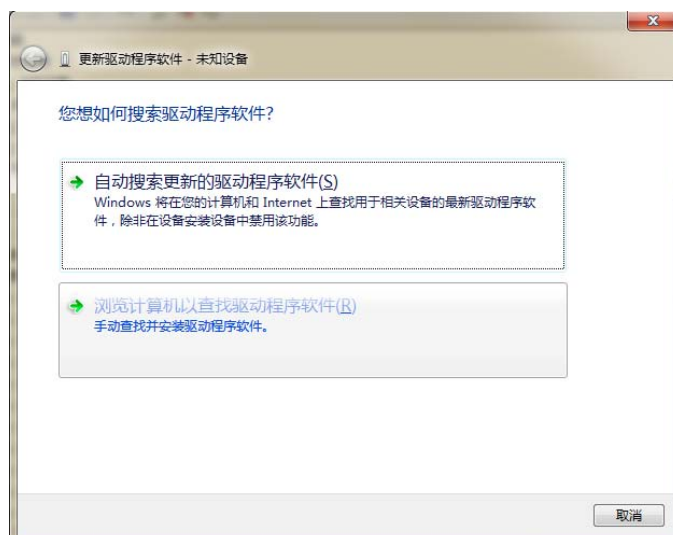 更新驱动程序软件 - 未知设备
您想如何搜索驱动程序软件?
自动搜索更新的驱动程序软件(S)
Windows 将在您的计算机和 Internet 上查找用于相关设备的最新驱动程序软
件，除非在设备安装设备中禁用该功能。
浏览计算机以查找驱动程序软件(R)
手动查找并安装驱动程序软件。
取消